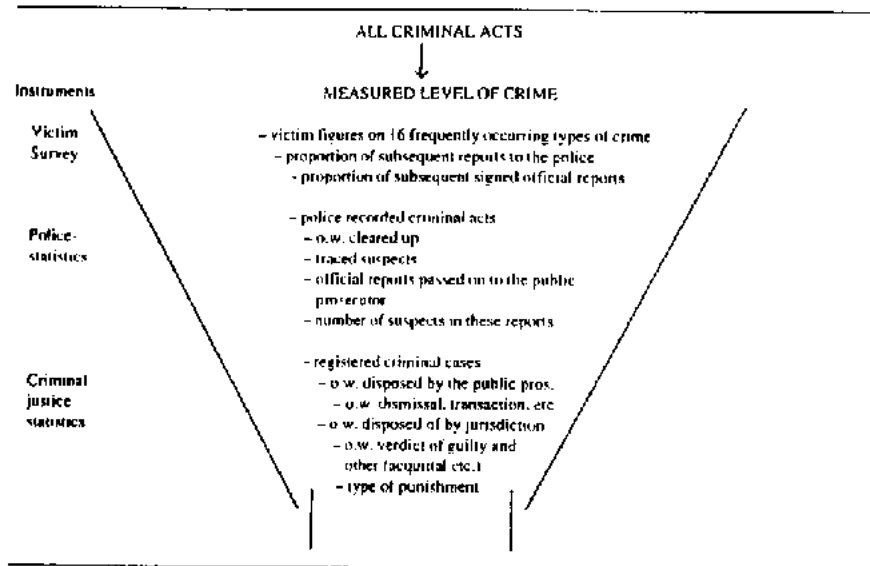 ALL CRIMINAL ACTS
Instruments
MEASURED LEVEL OF CRIME
Victim
Survey
– victim figures on 16 frequently occurring types of crime
– proportion of subsequent reports to the police
- proportion of subsequent signed official reports
Police-
statistics
– police recorded criminal acts
– o.w. cleared up
– traced suspects
– official reports passed on to the public
prosecutor
– number of suspects in these reports
Criminal
justice
statistics
– registered criminal cases
– o.w. disposed by the public pros.
– o.w. dismissal, transaction, etc
– o.w. disposed of by jurisdiction
– o.w. verdict of guilty and
other (acquittal etc.)
– type of punishment